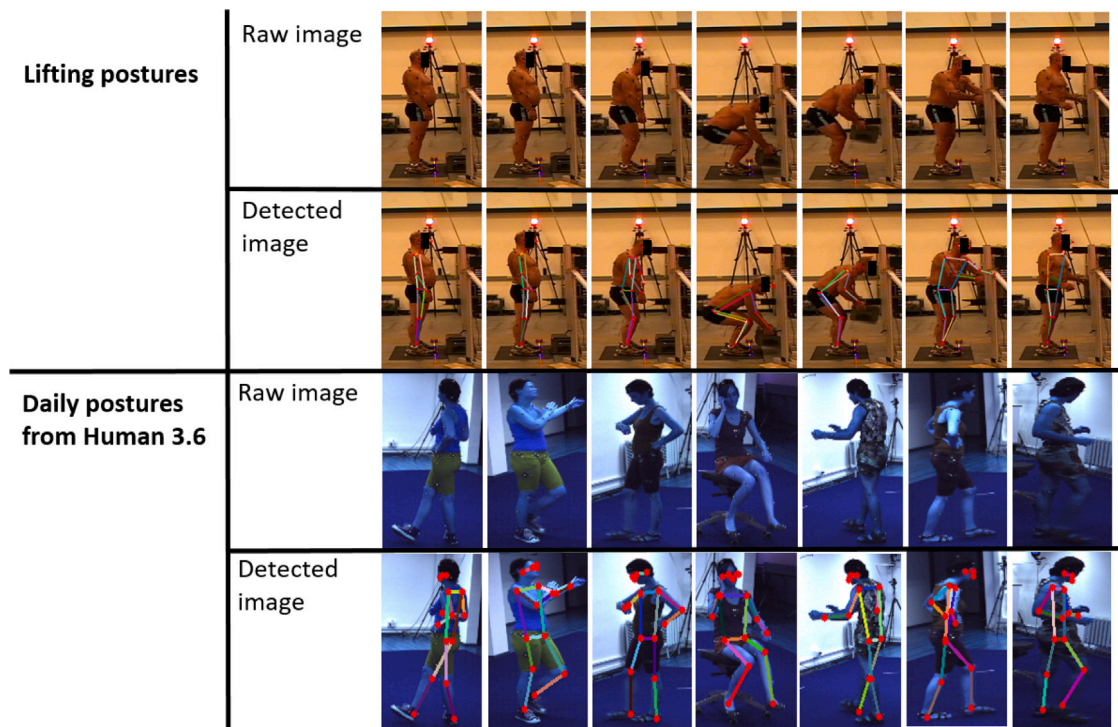 Lifting postures
Raw image
Detected
image
Daily postures
from Human 3.6
Raw image
Detected
image